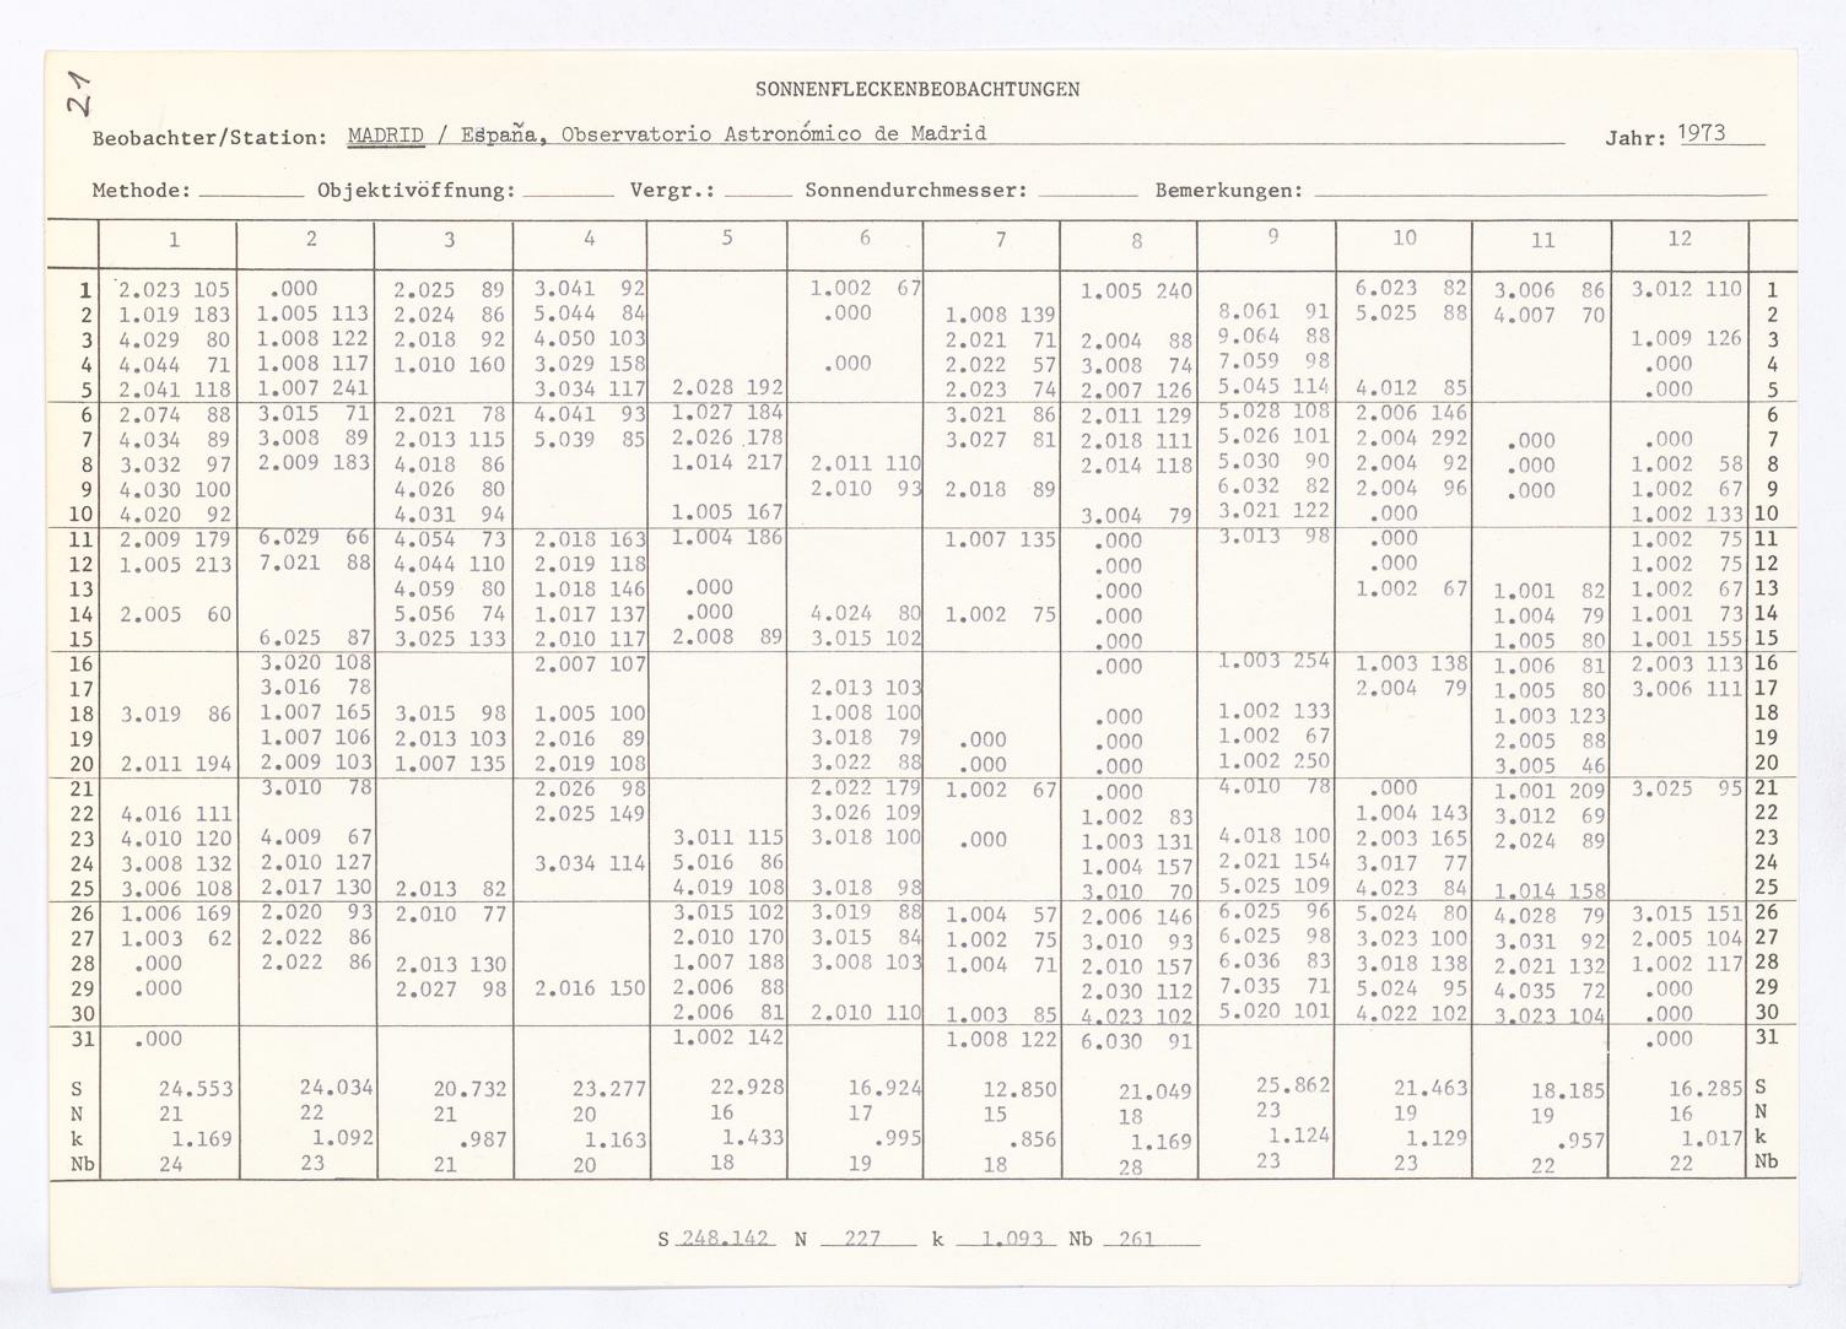 21
SONNENFLECKENBEOBACHTUNGEN
Beobachter/Station: MADRID / España, Observatorio Astronómico de Madrid Jahr: 1973
Methode: Objektivöffnung: Vergr.: Sonnendurchmesser: Bemerkungen:
1 2 3 4 5 6 7 8 9 10 11 12
1 2.023 105 .000 2.025 89 3.041 92 1.002 67 1.005 240 6.023 82 3.006 86 3.012 110 1
2 1.019 183 1.005 113 2.024 86 5.044 84 .000 1.008 139 8.061 91 5.025 88 4.007 70 2
3 4.029 80 1.008 122 2.018 92 4.050 103 2.021 71 2.004 88 9.064 88 1.009 126 3
4 4.044 71 1.008 117 1.010 160 3.029 158 .000 2.022 57 3.008 74 7.059 98 .000 4
5 2.041 118 1.007 241 3.034 117 2.028 192 2.023 74 2.007 126 5.045 114 4.012 85 .000 5
6 2.074 88 3.015 71 2.021 78 4.041 93 1.027 184 3.021 86 2.011 129 5.028 108 2.006 146 6
7 4.034 89 3.008 89 2.013 115 5.039 85 2.026 178 3.027 81 2.018 111 5.026 101 2.004 292 .000 .000 7
8 3.032 97 2.009 183 4.018 86 1.014 217 2.011 110 2.014 118 5.030 90 2.004 92 .000 1.002 58 8
9 4.030 100 4.026 80 2.010 93 2.018 89 6.032 82 2.004 96 .000 1.002 67 9
10 4.020 92 4.031 94 1.005 167 3.004 79 3.021 122 .000 1.002 133 10
11 2.009 179 6.029 66 4.054 73 2.018 163 1.004 186 1.007 135 .000 3.013 98 .000 1.002 75 11
12 1.005 213 7.021 88 4.044 110 2.019 118 .000 .000 1.002 75 12
13 4.059 80 1.018 146 .000 .000 1.002 67 1.001 82 1.002 67 13
14 2.005 60 5.056 74 1.017 137 .000 4.024 80 1.002 75 .000 1.004 79 1.001 73 14
15 6.025 87 3.025 133 2.010 117 2.008 89 3.015 102 .000 1.005 80 1.001 155 15
16 3.020 108 2.007 107 .000 1.003 254 1.003 138 1.006 81 2.003 113 16
17 3.016 78 2.013 103 2.004 79 1.005 80 3.006 111 17
18 3.019 86 1.007 165 3.015 98 1.005 100 1.008 100 .000 1.002 133 1.003 123 18
19 1.007 106 2.013 103 2.016 89 3.018 79 .000 .000 1.002 67 2.005 88 19
20 2.011 194 2.009 103 1.007 135 2.019 108 3.022 88 .000 .000 1.002 250 3.005 46 20
21 3.010 78 2.026 98 2.022 179 1.002 67 .000 4.010 78 .000 1.001 209 3.025 95 21
22 4.016 111 2.025 149 3.026 109 1.002 83 1.004 143 3.012 69 22
23 4.010 120 4.009 67 3.011 115 3.018 100 .000 1.003 131 4.018 100 2.003 165 2.024 89 23
24 3.008 132 2.010 127 3.034 114 5.016 86 1.004 157 2.021 154 3.017 77 24
25 3.006 108 2.017 130 2.013 82 4.019 108 3.018 98 3.010 70 5.025 109 4.023 84 1.014 158 25
26 1.006 169 2.020 93 2.010 77 3.015 102 3.019 88 1.004 57 2.006 146 6.025 96 5.024 80 4.028 79 3.015 151 26
27 1.003 62 2.022 86 2.010 170 3.015 84 1.002 75 3.010 93 6.025 98 3.023 100 3.031 92 2.005 104 27
28 .000 2.022 86 2.013 130 1.007 188 3.008 103 1.004 71 2.010 157 6.036 83 3.018 138 2.021 132 1.002 117 28
29 .000 2.027 98 2.016 150 2.006 88 2.030 112 7.035 71 5.024 95 4.035 72 .000 29
30 2.006 81 2.010 110 1.003 85 4.023 102 5.020 101 4.022 102 3.023 104 .000 30
31 .000 1.002 142 1.008 122 6.030 91 .000 31
S 24.553 24.034 20.732 23.277 22.928 16.924 12.850 21.049 25.862 21.463 18.185 16.285 S
N 21 22 21 20 16 17 15 18 23 19 19 16 N
k 1.169 1.092 .987 1.163 1.433 .995 .856 1.169 1.124 1.129 .957 1.017 k
Nb 24 23 21 20 18 19 18 28 23 23 22 22 Nb
S 248.142 N 227 k 1.093 Nb 261